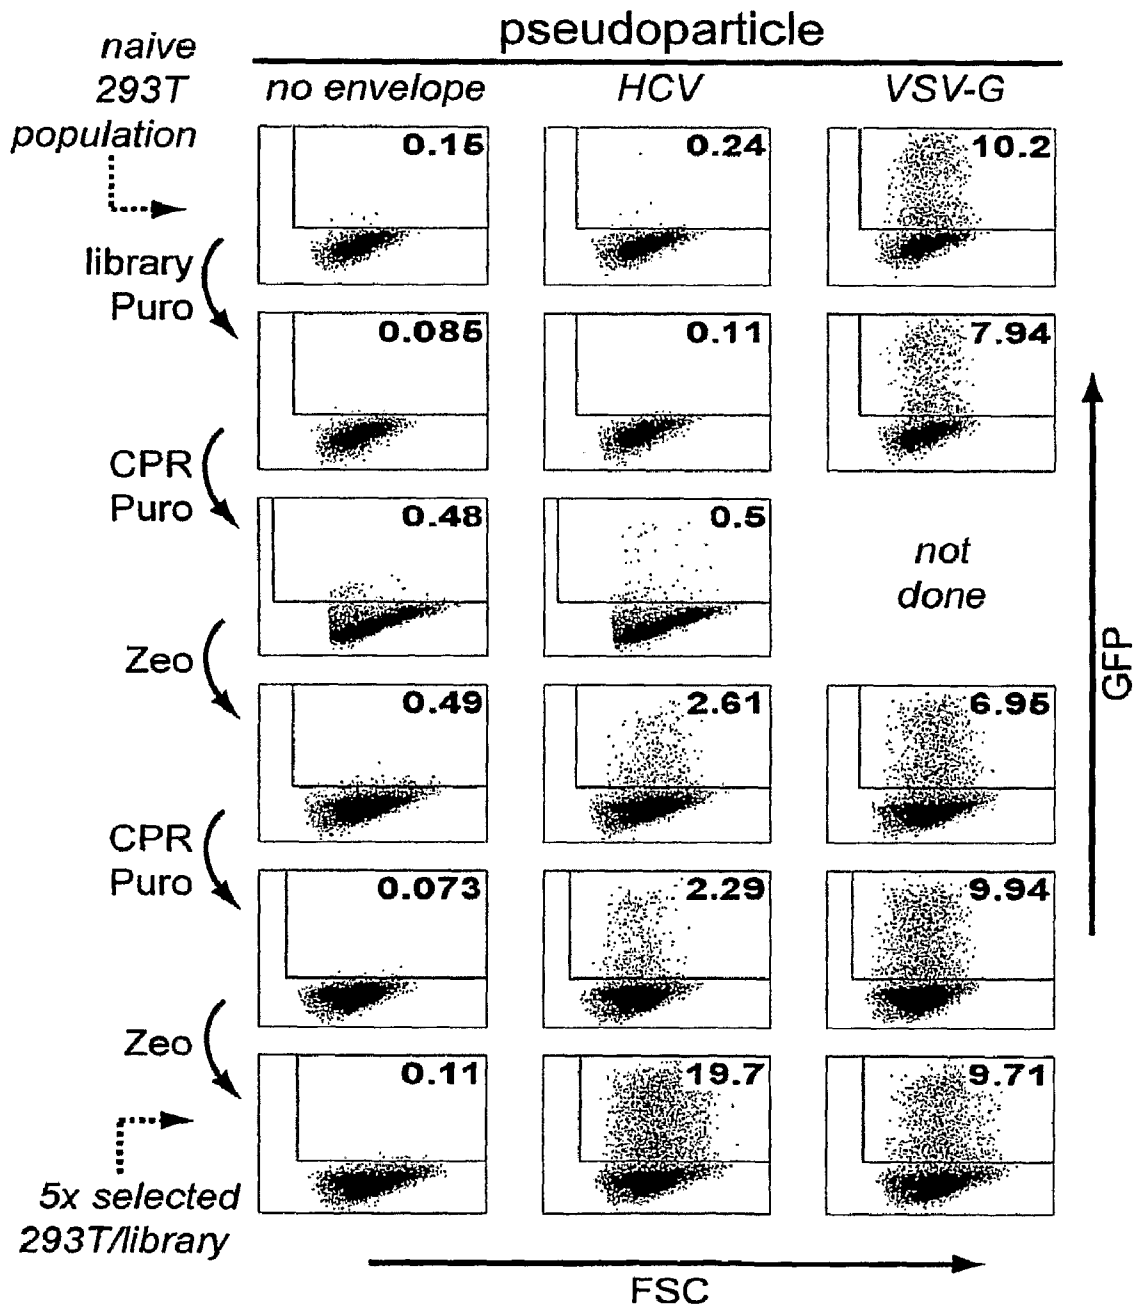 pseudoparticle
naive
293T
population
no envelope
HCV
VSV-G
0.15
0.24
10.2
library
Puro
0.085
0.11
7.94
CPR
Puro
0.48
0.5
not
done
Zeo
0.49
2.61
6.95
CPR
Puro
0.073
2.29
9.94
Zeo
0.11
19.7
9.71
5x selected
293T/library
GFP
FSC